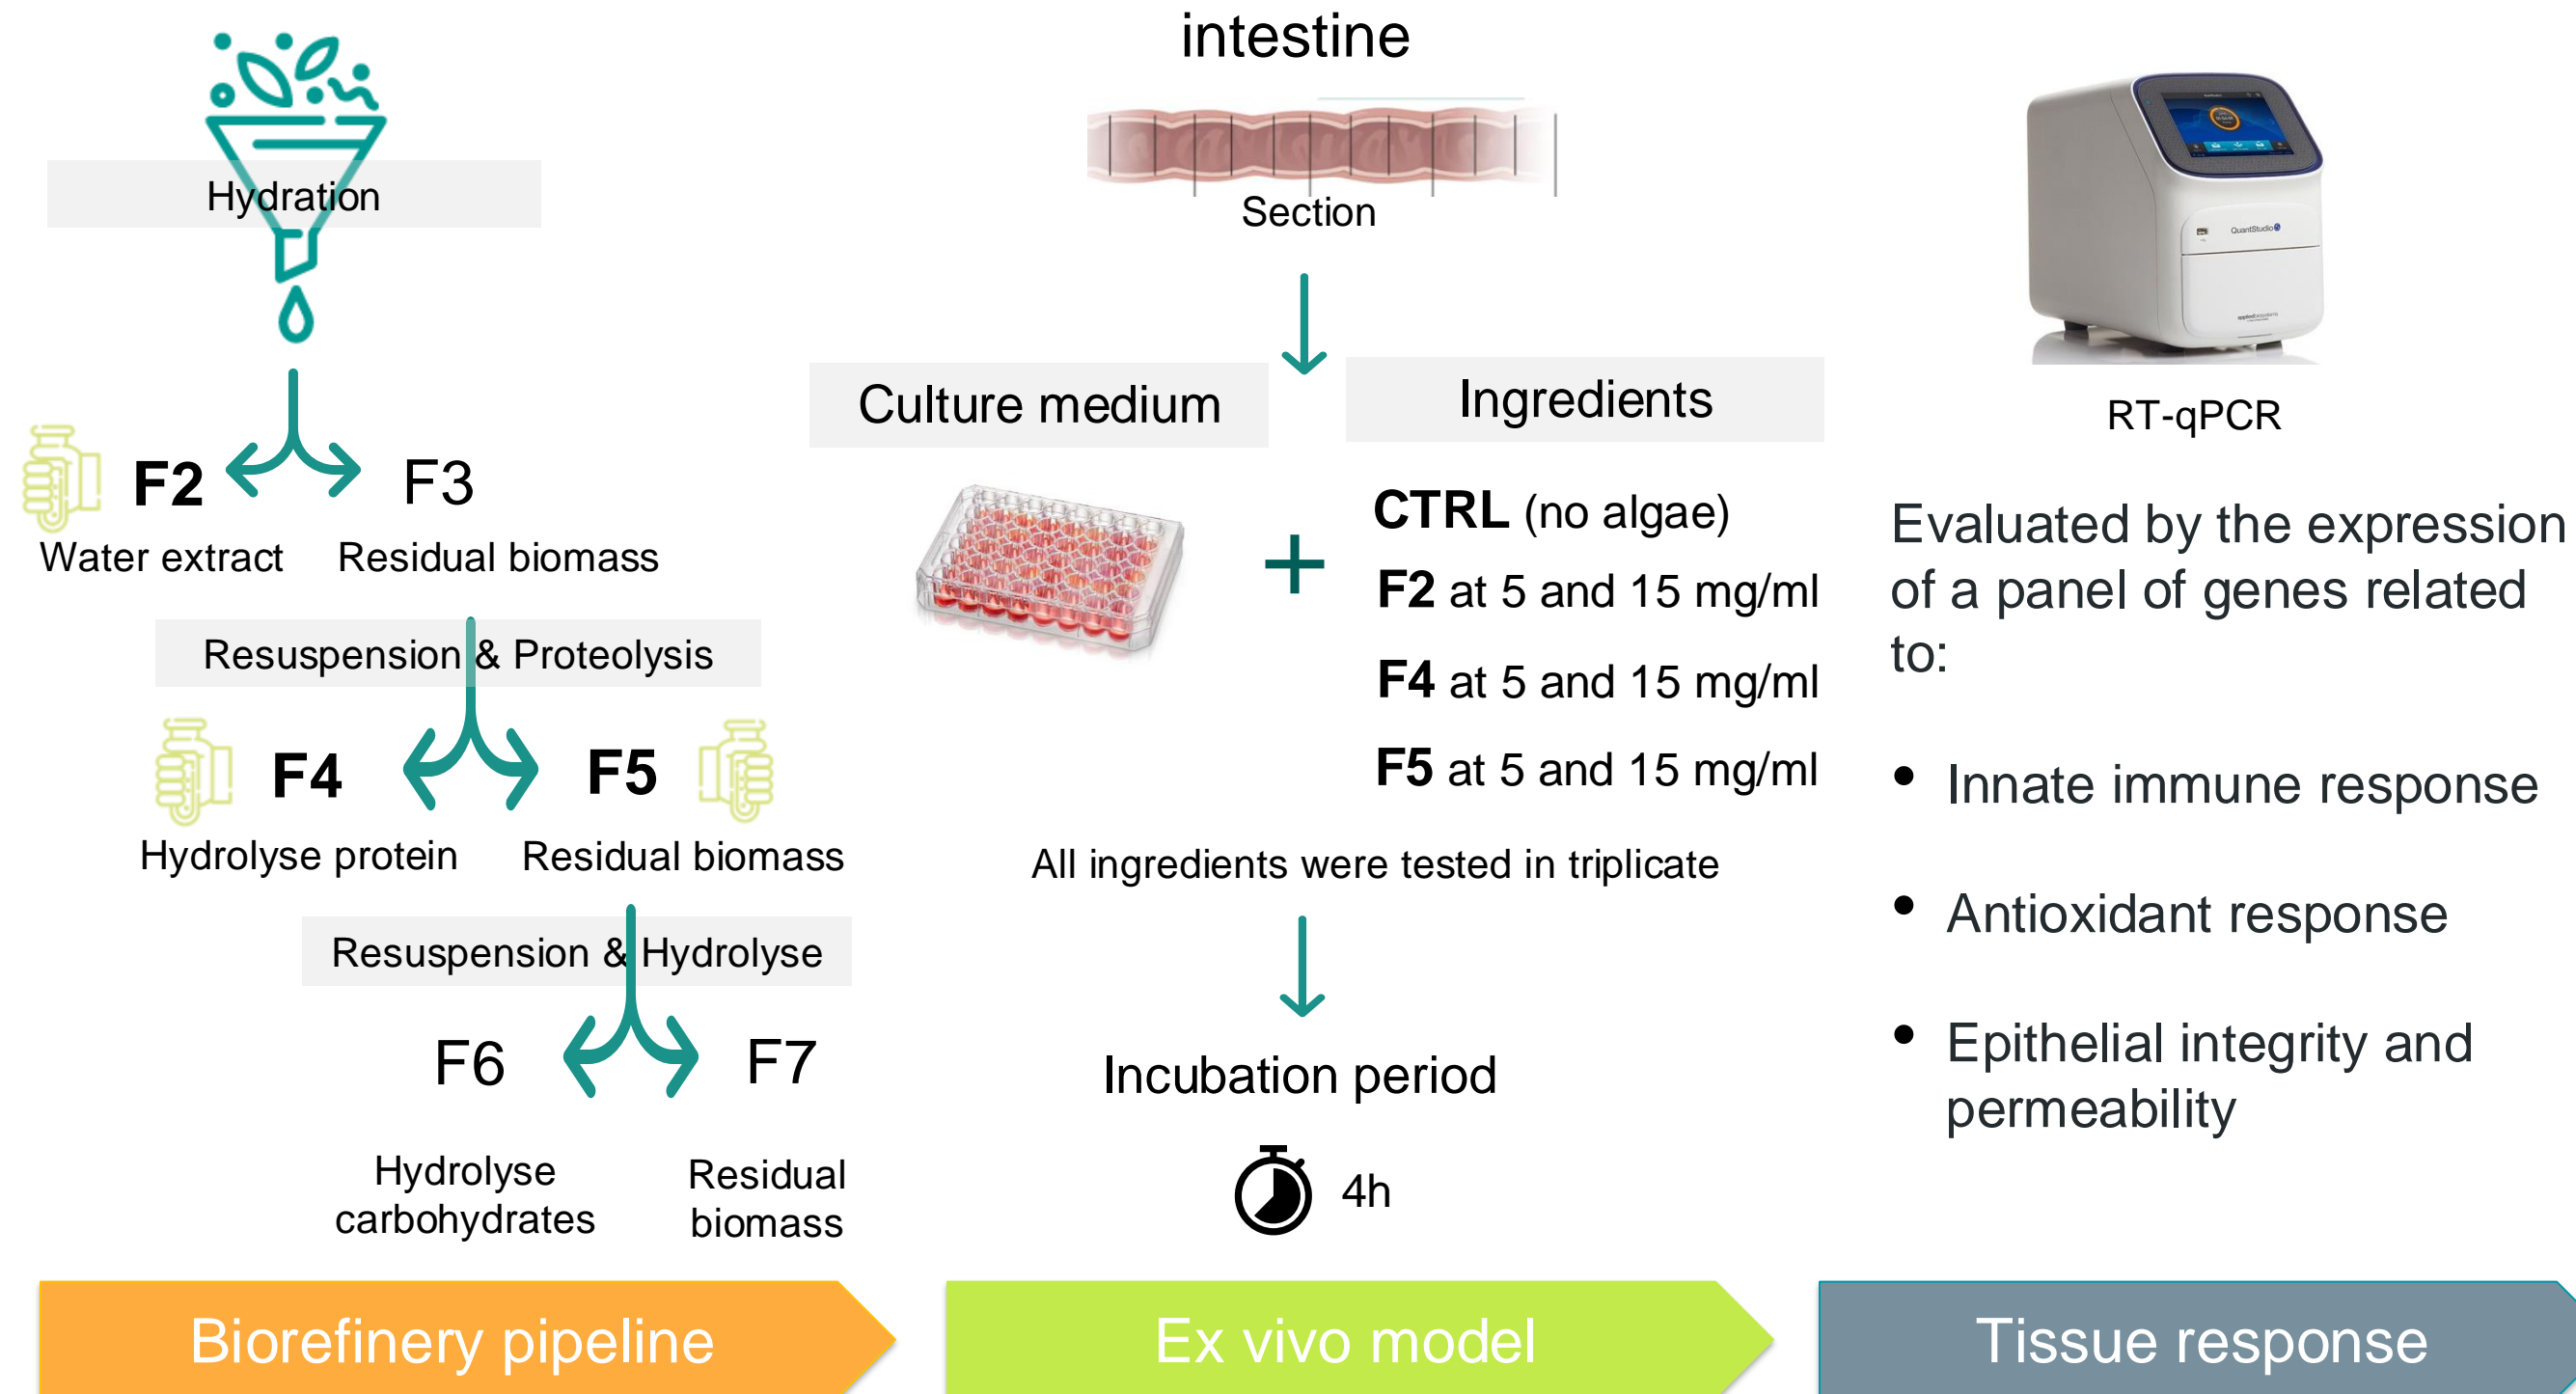 Hydration
F2
F3
Water extract
Residual biomass
Resuspension & Proteolysis
F4
F5
Hydrolyse protein
Residual biomass
Resuspension & Hydrolyse
F6
F7
Hydrolyse
carbohydrates
Residual
biomass
Biorefinery pipeline
intestine
Section
Culture medium
Ingredients
+
CTRL (no algae)
F2 at 5 and 15 mg/ml
F4 at 5 and 15 mg/ml
F5 at 5 and 15 mg/ml
All ingredients were tested in triplicate
Incubation period
4h
Ex vivo model
QuantStudio
appliedbiosystems
RT-qPCR
Evaluated by the expression
of a panel of genes related
to:
• Innate immune response
• Antioxidant response
• Epithelial integrity and
permeability
Tissue response